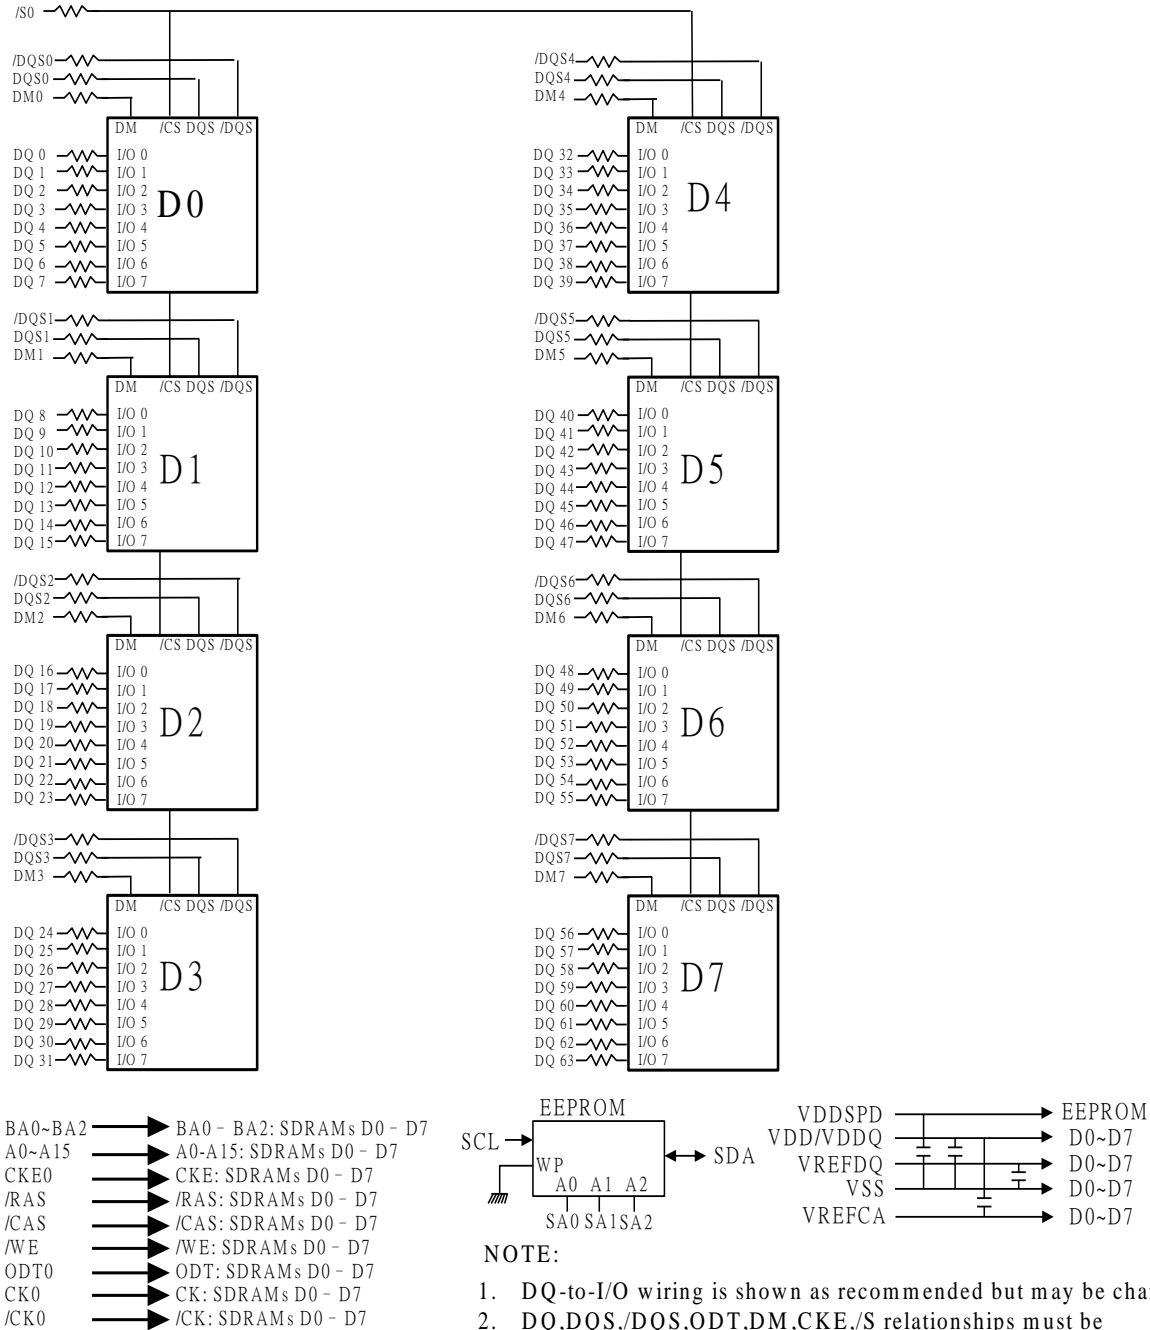 /S0
/DQS0
DQS0
DM0
DM /CS DQS /DQS
DQ 0 I/O 0
DQ 1 I/O 1
DQ 2 I/O 2
DQ 3 I/O 3
DQ 4 I/O 4
DQ 5 I/O 5
DQ 6 I/O 6
DQ 7 I/O 7
D0
/DQS1
DQS1
DM1
DM /CS DQS /DQS
DQ 8 I/O 0
DQ 9 I/O 1
DQ 10 I/O 2
DQ 11 I/O 3
DQ 12 I/O 4
DQ 13 I/O 5
DQ 14 I/O 6
DQ 15 I/O 7
D1
/DQS2
DQS2
DM2
DM /CS DQS /DQS
DQ 16 I/O 0
DQ 17 I/O 1
DQ 18 I/O 2
DQ 19 I/O 3
DQ 20 I/O 4
DQ 21 I/O 5
DQ 22 I/O 6
DQ 23 I/O 7
D2
/DQS3
DQS3
DM3
DM /CS DQS /DQS
DQ 24 I/O 0
DQ 25 I/O 1
DQ 26 I/O 2
DQ 27 I/O 3
DQ 28 I/O 4
DQ 29 I/O 5
DQ 30 I/O 6
DQ 31 I/O 7
D3
/DQS4
DQS4
DM4
DM /CS DQS /DQS
DQ 32 I/O 0
DQ 33 I/O 1
DQ 34 I/O 2
DQ 35 I/O 3
DQ 36 I/O 4
DQ 37 I/O 5
DQ 38 I/O 6
DQ 39 I/O 7
D4
/DQS5
DQS5
DM5
DM /CS DQS /DQS
DQ 40 I/O 0
DQ 41 I/O 1
DQ 42 I/O 2
DQ 43 I/O 3
DQ 44 I/O 4
DQ 45 I/O 5
DQ 46 I/O 6
DQ 47 I/O 7
D5
/DQS6
DQS6
DM6
DM /CS DQS /DQS
DQ 48 I/O 0
DQ 49 I/O 1
DQ 50 I/O 2
DQ 51 I/O 3
DQ 52 I/O 4
DQ 53 I/O 5
DQ 54 I/O 6
DQ 55 I/O 7
D6
/DQS7
DQS7
DM7
DM /CS DQS /DQS
DQ 56 I/O 0
DQ 57 I/O 1
DQ 58 I/O 2
DQ 59 I/O 3
DQ 60 I/O 4
DQ 61 I/O 5
DQ 62 I/O 6
DQ 63 I/O 7
D7
BA0~BA2 BA0 - BA2: SDRAMs D0 - D7
A0~A15 A0-A15: SDRAMs D0 - D7
CKE0 CKE: SDRAMs D0 - D7
/RAS /RAS: SDRAMs D0 - D7
/CAS /CAS: SDRAMs D0 - D7
/WE /WE: SDRAMs D0 - D7
ODT0 ODT: SDRAMs D0 - D7
CK0 CK: SDRAMs D0 - D7
/CK0 /CK: SDRAMs D0 - D7
EEPROM
SCL
WP
SDA
A0 A1 A2
SA0 SA1 SA2
VDDSPD EEPROM
VDD/VDDQ D0~D7
VREFDQ D0~D7
VSS D0~D7
VREFCA D0~D7
NOTE:
1. DQ-to-I/O wiring is shown as recommended but may be cha
2. DQ,DQS,/DQS,ODT,DM,CKE,/S relationships must be